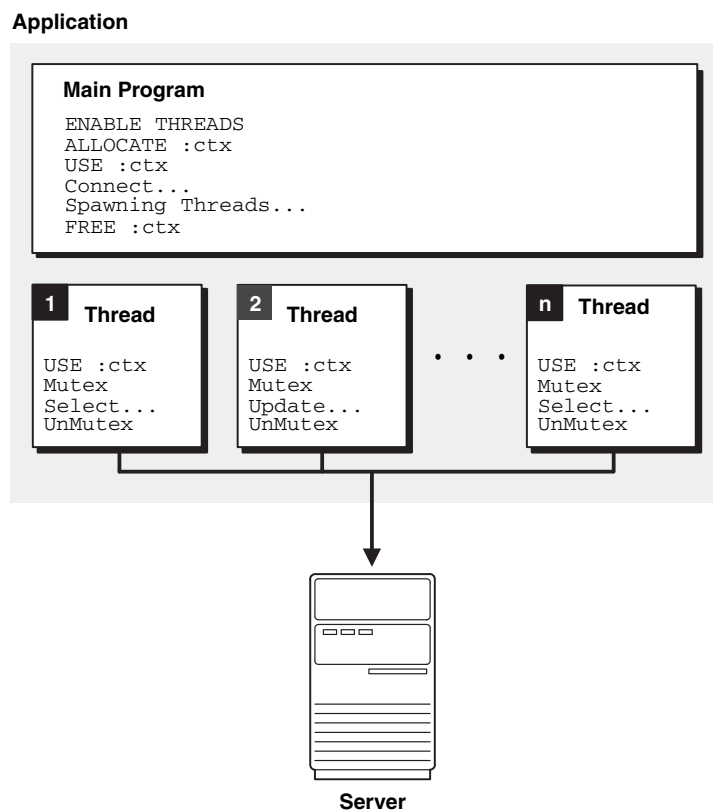 Application
Main Program
ENABLE THREADS
ALLOCATE :ctx
USE :ctx
Connect...
Spawning Threads...
FREE :ctx
1 Thread
USE :ctx
Mutex
Select...
UnMutex
2 Thread
USE :ctx
Mutex
Update...
UnMutex
. . .
n Thread
USE :ctx
Mutex
Select...
UnMutex
Server